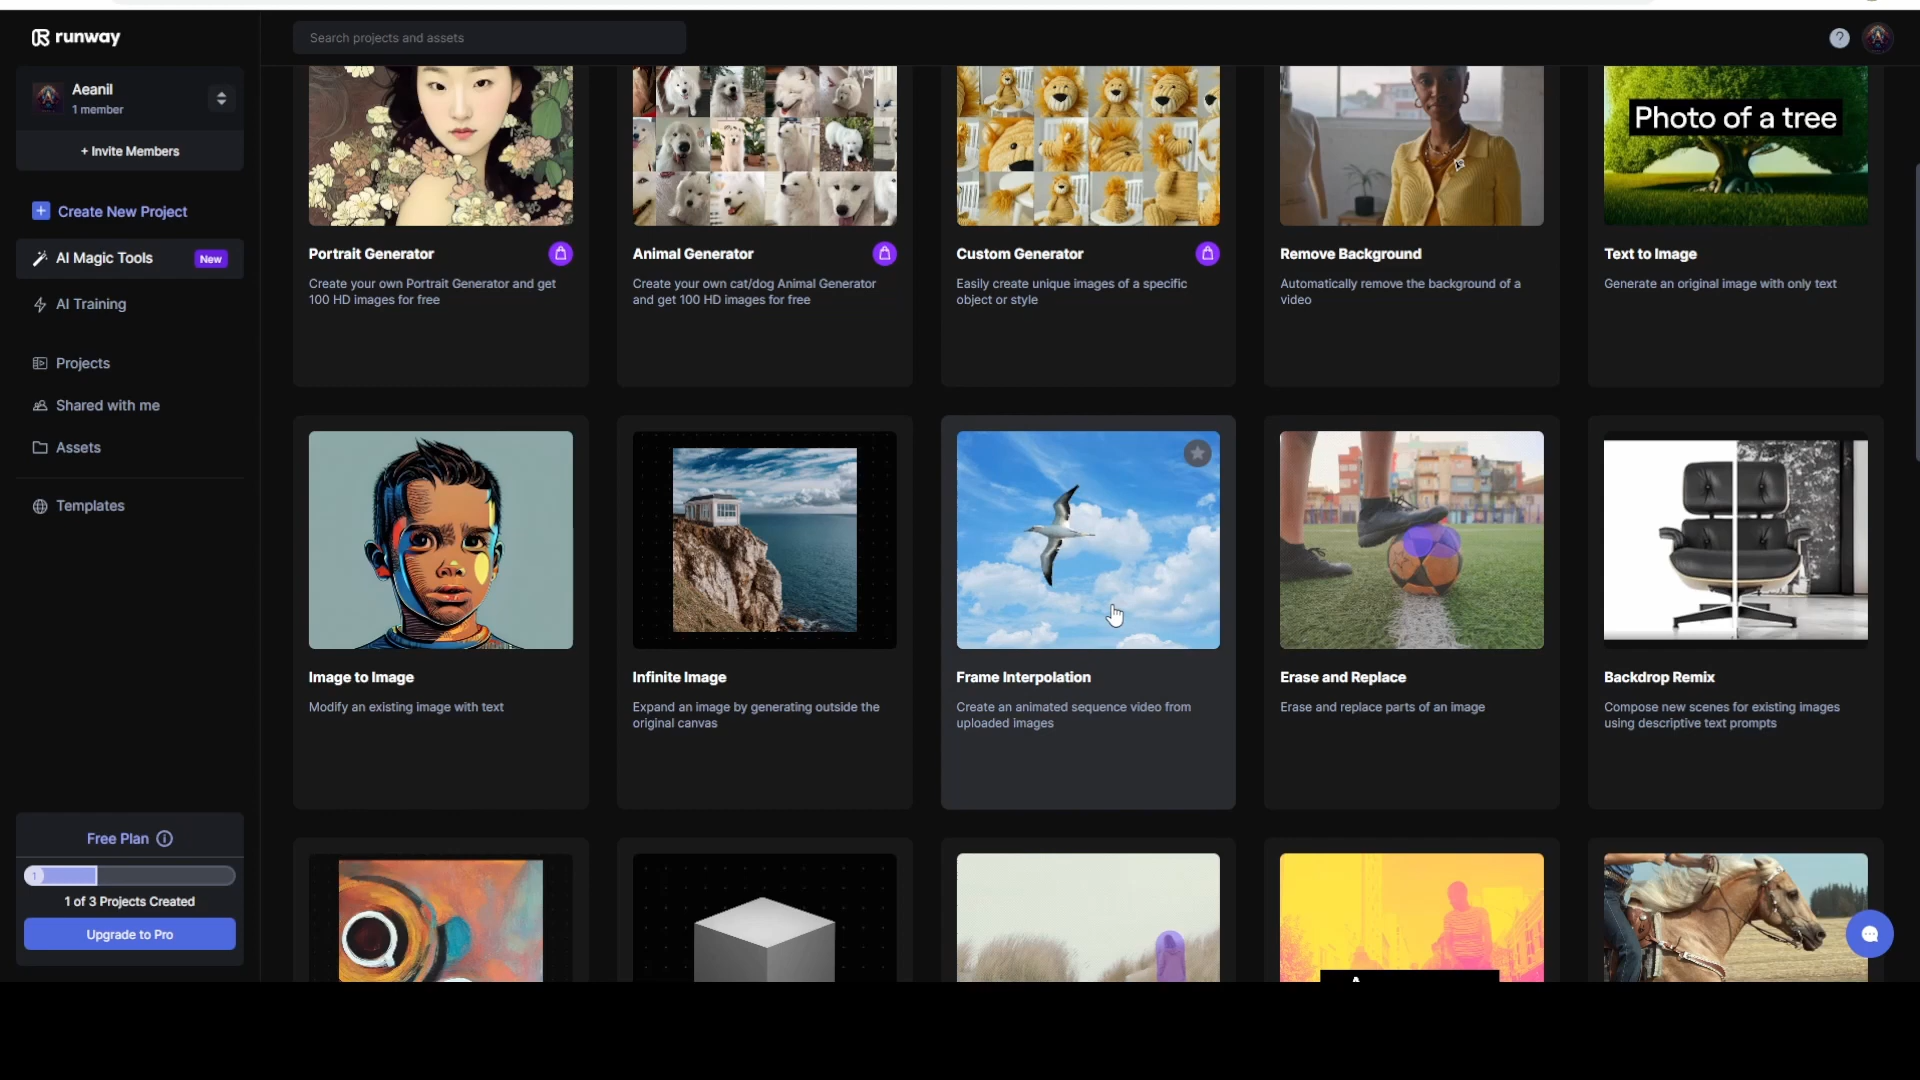 runway
Search projects and assets
?
Aeanil
1 member
+ Invite Members
Create New Project
AI Magic Tools
New
AI Training
Projects
Shared with me
Assets
Templates
Free Plan
1
1 of 3 Projects Created
Upgrade to Pro
Photo of a tree
Portrait Generator
Create your own Portrait Generator and get
100 HD images for free
Animal Generator
Create your own cat/dog Animal Generator
and get 100 HD images for free
Custom Generator
Easily create unique images of a specific
object or style
Remove Background
Automatically remove the background of a
video
Text to Image
Generate an original image with only text
Image to Image
Modify an existing image with text
Infinite Image
Expand an image by generating outside the
original canvas
Frame Interpolation
Create an animated sequence video from
uploaded images
Erase and Replace
Erase and replace parts of an image
Backdrop Remix
Compose new scenes for existing images
using descriptive text prompts